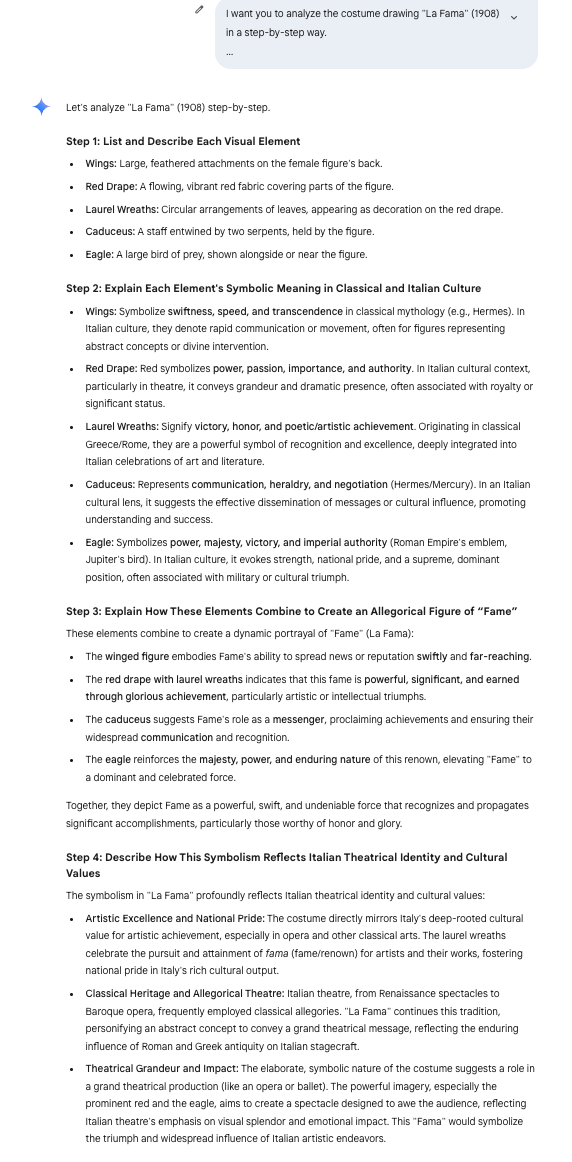 I want you to analyze the costume drawing "La Fama" (1908)
in a step-by-step way.
...
Let's analyze "La Fama" (1908) step-by-step.
Step 1: List and Describe Each Visual Element
• Wings: Large, feathered attachments on the female figure's back.
• Red Drape: A flowing, vibrant red fabric covering parts of the figure.
• Laurel Wreaths: Circular arrangements of leaves, appearing as decoration on the red drape.
• Caduceus: A staff entwined by two serpents, held by the figure.
• Eagle: A large bird of prey, shown alongside or near the figure.
Step 2: Explain Each Element's Symbolic Meaning in Classical and Italian Culture
• Wings: Symbolize swiftness, speed, and transcendence in classical mythology (e.g., Hermes). In
Italian culture, they denote rapid communication or movement, often for figures representing
abstract concepts or divine intervention.
• Red Drape: Red symbolizes power, passion, importance, and authority. In Italian cultural context,
particularly in theatre, it conveys grandeur and dramatic presence, often associated with royalty or
significant status.
• Laurel Wreaths: Signify victory, honor, and poetic/artistic achievement. Originating in classical
Greece/Rome, they are a powerful symbol of recognition and excellence, deeply integrated into
Italian celebrations of art and literature.
• Caduceus: Represents communication, heraldry, and negotiation (Hermes/Mercury). In an Italian
cultural lens, it suggests the effective dissemination of messages or cultural influence, promoting
understanding and success.
• Eagle: Symbolizes power, majesty, victory, and imperial authority (Roman Empire's emblem,
Jupiter's bird). In Italian culture, it evokes strength, national pride, and a supreme, dominant
position, often associated with military or cultural triumph.
Step 3: Explain How These Elements Combine to Create an Allegorical Figure of “Fame”
These elements combine to create a dynamic portrayal of "Fame" (La Fama):
• The winged figure embodies Fame's ability to spread news or reputation swiftly and far-reaching.
• The red drape with laurel wreaths indicates that this fame is powerful, significant, and earned
through glorious achievement, particularly artistic or intellectual triumphs.
• The caduceus suggests Fame's role as a messenger, proclaiming achievements and ensuring their
widespread communication and recognition.
• The eagle reinforces the majesty, power, and enduring nature of this renown, elevating "Fame" to
a dominant and celebrated force.
Together, they depict Fame as a powerful, swift, and undeniable force that recognizes and propagates
significant accomplishments, particularly those worthy of honor and glory.
Step 4: Describe How This Symbolism Reflects Italian Theatrical Identity and Cultural
Values
The symbolism in "La Fama" profoundly reflects Italian theatrical identity and cultural values:
• Artistic Excellence and National Pride: The costume directly mirrors Italy's deep-rooted cultural
value for artistic achievement, especially in opera and other classical arts. The laurel wreaths
celebrate the pursuit and attainment of fama (fame/renown) for artists and their works, fostering
national pride in Italy's rich cultural output.
• Classical Heritage and Allegorical Theatre: Italian theatre, from Renaissance spectacles to
Baroque opera, frequently employed classical allegories. "La Fama" continues this tradition,
personifying an abstract concept to convey a grand theatrical message, reflecting the enduring
influence of Roman and Greek antiquity on Italian stagecraft.
• Theatrical Grandeur and Impact: The elaborate, symbolic nature of the costume suggests a role in
a grand theatrical production (like an opera or ballet). The powerful imagery, especially the
prominent red and the eagle, aims to create a spectacle designed to awe the audience, reflecting
Italian theatre's emphasis on visual splendor and emotional impact. This "Fama" would symbolize
the triumph and widespread influence of Italian artistic endeavors.